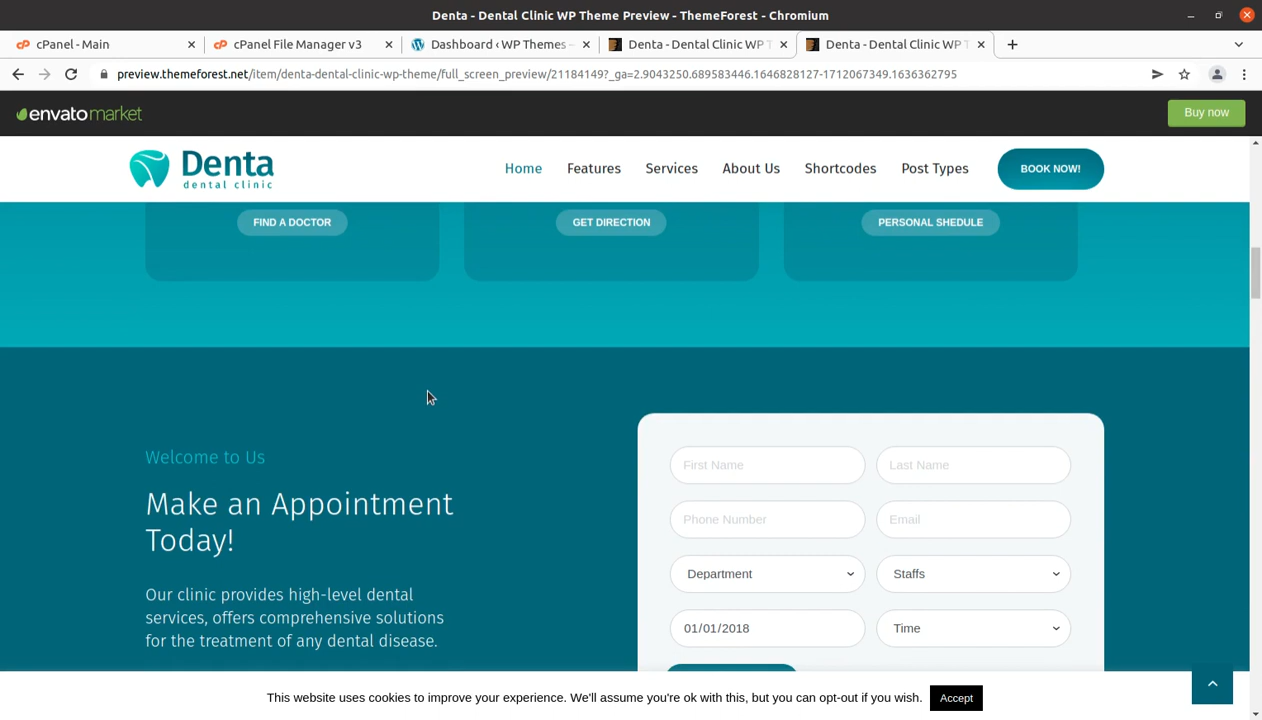 Denta - Dental Clinic WP Theme Preview - ThemeForest - Chromium
cPanel - Main
cPanel File Manager v3
Dashboard ‹ WP Themes –
Denta - Dental Clinic WP T
Denta - Dental Clinic WP T
preview.themeforest.net/item/denta-dental-clinic-wp-theme/full_screen_preview/21184149?_ga=2.9043250.689583446.1646828127-1712067349.1636362795
envatomarket
Buy now
Denta
dental clinic
Home
Features
Services
About Us
Shortcodes
Post Types
BOOK NOW!
FIND A DOCTOR
GET DIRECTION
PERSONAL SHEDULE
Welcome to Us
Make an Appointment
Today!
Our clinic provides high-level dental
services, offers comprehensive solutions
for the treatment of any dental disease.
First Name
Last Name
Phone Number
Email
Department
Staffs
01/01/2018
Time
This website uses cookies to improve your experience. We'll assume you're ok with this, but you can opt-out if you wish.
Accept